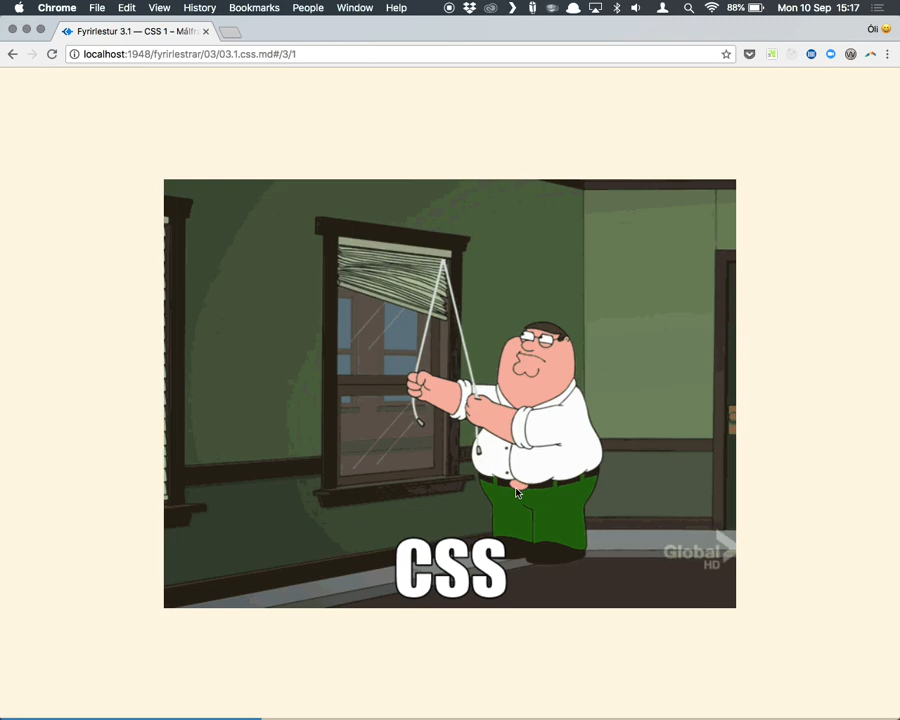 Chrome File Edit View History Bookmarks People Window Help 88% Mon 10 Sep 15:17
Fyrirlestur 3.1 — CSS 1 – Málfr
Óli
localhost:1948/fyrirlestrar/03/03.1.css.md#/3/1
CSS
Global
HD